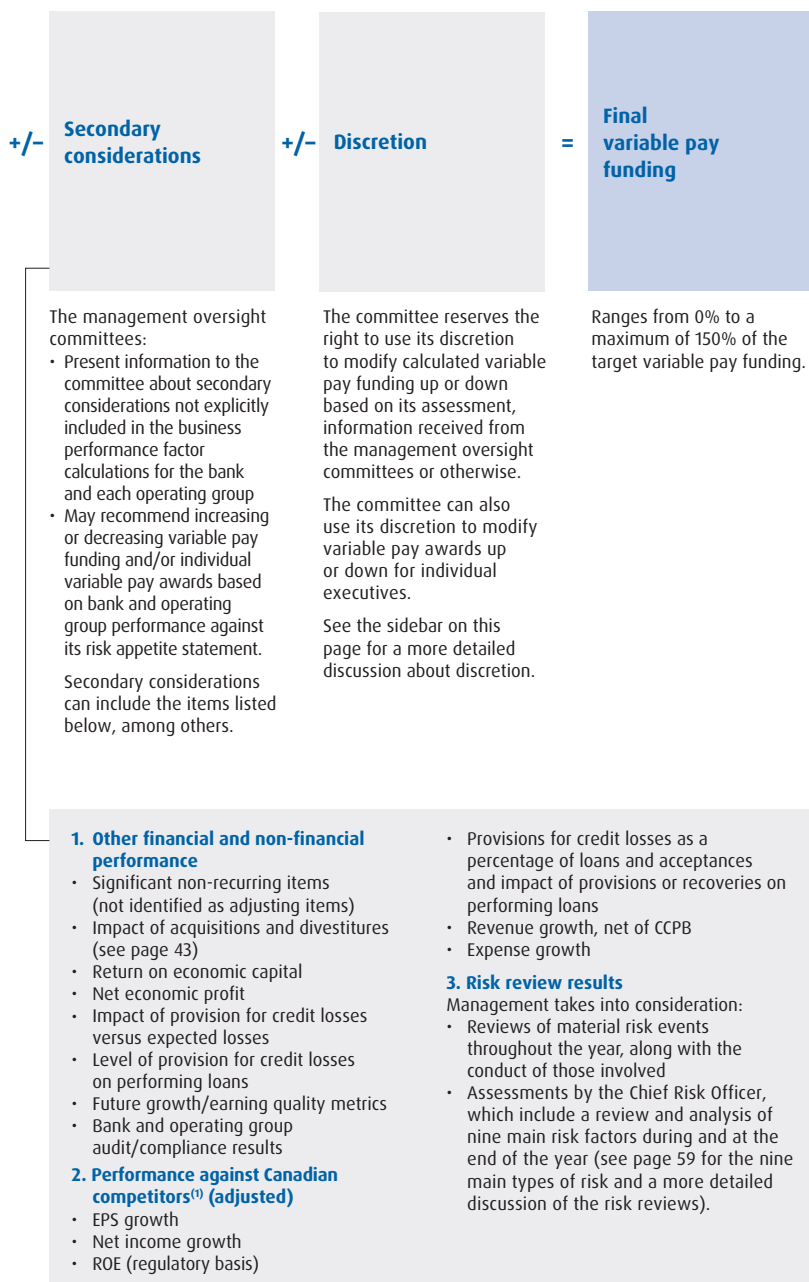 +/–
Secondary
considerations
+/–
Discretion
=
Final
variable pay
funding
The management oversight
committees:
• Present information to the
committee about secondary
considerations not explicitly
included in the business
performance factor
calculations for the bank
and each operating group
• May recommend increasing
or decreasing variable pay
funding and/or individual
variable pay awards based
on bank and operating
group performance against
its risk appetite statement.
Secondary considerations
can include the items listed
below, among others.
The committee reserves the
right to use its discretion
to modify calculated variable
pay funding up or down
based on its assessment,
information received from
the management oversight
committees or otherwise.
The committee can also
use its discretion to modify
variable pay awards up
or down for individual
executives.
See the sidebar on this
page for a more detailed
discussion about discretion.
Ranges from 0% to a
maximum of 150% of the
target variable pay funding.
1. Other financial and non-financial
performance
• Significant non-recurring items
(not identified as adjusting items)
• Impact of acquisitions and divestitures
(see page 43)
• Return on economic capital
• Net economic profit
• Impact of provision for credit losses
versus expected losses
• Level of provision for credit losses
on performing loans
• Future growth/earning quality metrics
• Bank and operating group
audit/compliance results
2. Performance against Canadian
competitors(1) (adjusted)
• EPS growth
• Net income growth
• ROE (regulatory basis)
• Provisions for credit losses as a
percentage of loans and acceptances
and impact of provisions or recoveries on
performing loans
• Revenue growth, net of CCPB
• Expense growth
3. Risk review results
Management takes into consideration:
• Reviews of material risk events
throughout the year, along with the
conduct of those involved
• Assessments by the Chief Risk Officer,
which include a review and analysis of
nine main risk factors during and at the
end of the year (see page 59 for the nine
main types of risk and a more detailed
discussion of the risk reviews).